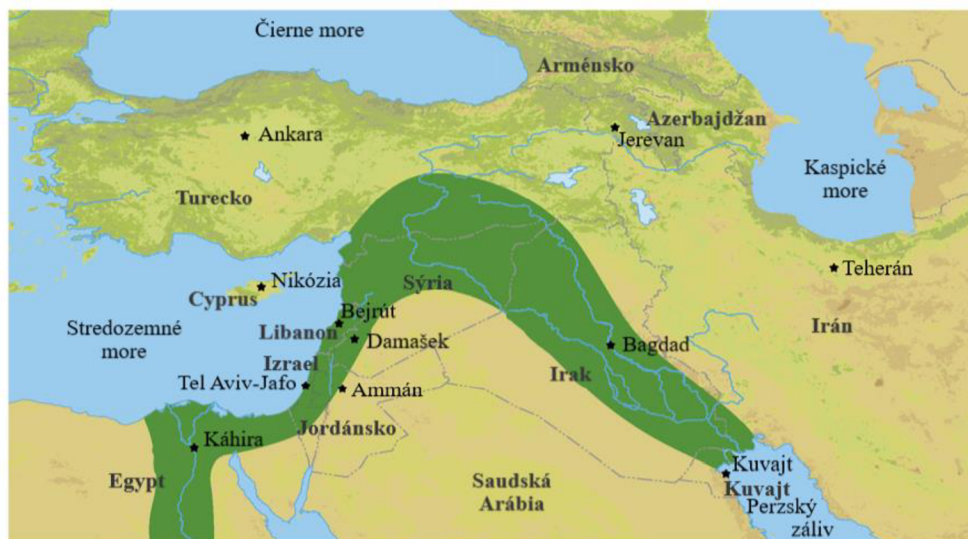 Čierne more
Arménsko
Azerbajdžan
Ankara
Jerevan
Kaspické
more
Turecko
Teherán
Nikózia
Cyprus
Sýria
Bejrút
Irán
Stredozemné
more
Libanon
Damašek
Bagdad
Izrael
Irak
Tel Aviv-Jafo
Ammán
Jordánsko
Káhira
Kuvajt
Egypt
Saudská
Arábia
Kuvajt
Perzský
záliv